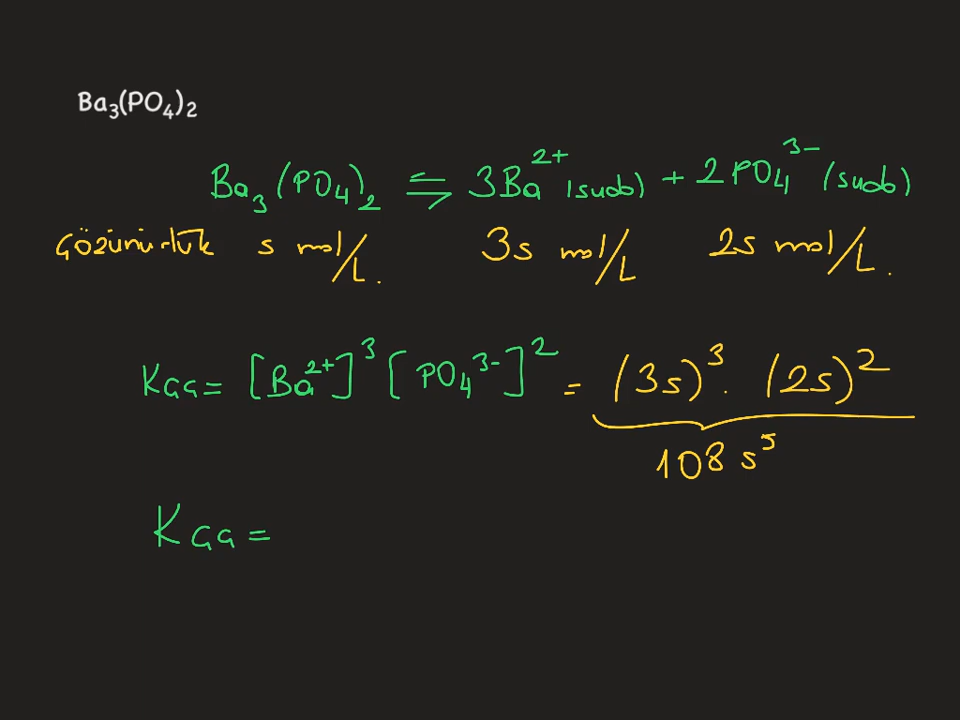 Ba₃(PO₄)₂
Ba₃(PO₄)₂ ⇌ 3Ba²⁺(suda) + 2PO₄³⁻(suda)
Çözünürlük s mol/L. 3s mol/L 2s mol/L.
Kçç = [Ba²⁺]³ [PO₄³⁻]² = (3s)³ . (2s)²
108 s⁵
Kçç =